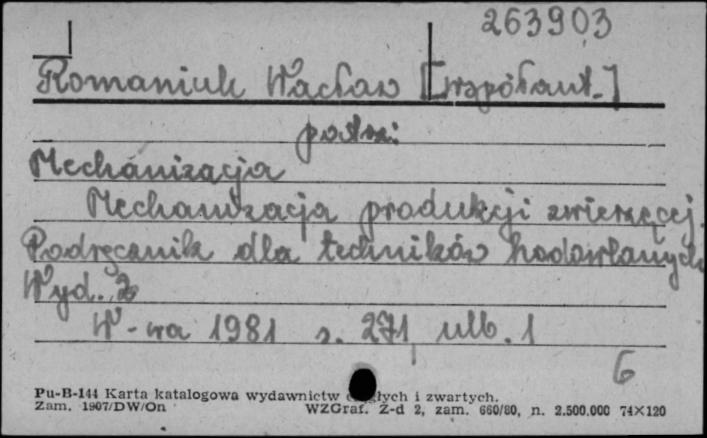 263903
Romaniuk Wacław [współaut.]
patrz:
Mechanizacja
Mechanizacja produkcji zwierzęcej.
Podręcznik dla techników hodowlanych
Wyd. 2
W-wa 1981 s. 271, nlb. 1
6
Pu-B-144 Karta katalogowa wydawnictw ciągłych i zwartych.
Zam. 1907/DW/On WZGraf. Z-d 2, zam. 660/80, n. 2.500.000 74×120